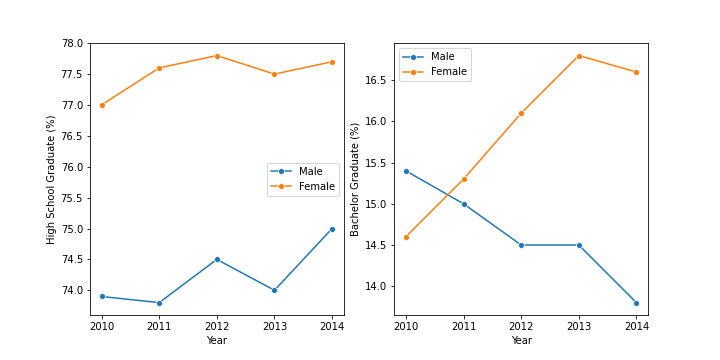 High School Graduate (%)
78.0
77.5
77.0
76.5
76.0
75.5
75.0
74.5
74.0
Male
Female
2010 2011 2012 2013 2014
Year
Bachelor Graduate (%)
16.5
16.0
15.5
15.0
14.5
14.0
Male
Female
2010 2011 2012 2013 2014
Year